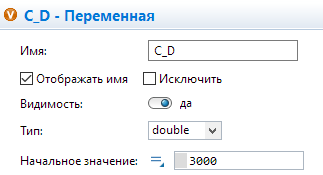 C_D - Переменная
Имя: C_D
Отображать имя Исключить
Видимость: да
Тип: double
Начальное значение: 3000